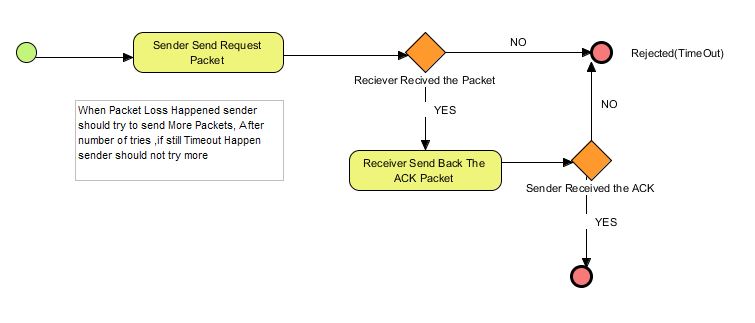 Sender Send Request
Packet
NO
Rejected(TimeOut)
Reciever Recived the Packet
When Packet Loss Happened sender
should try to send More Packets, After
number of tries ,if still Timeout Happen
sender should not try more
YES
NO
Receiver Send Back The
ACK Packet
Sender Received the ACK
YES